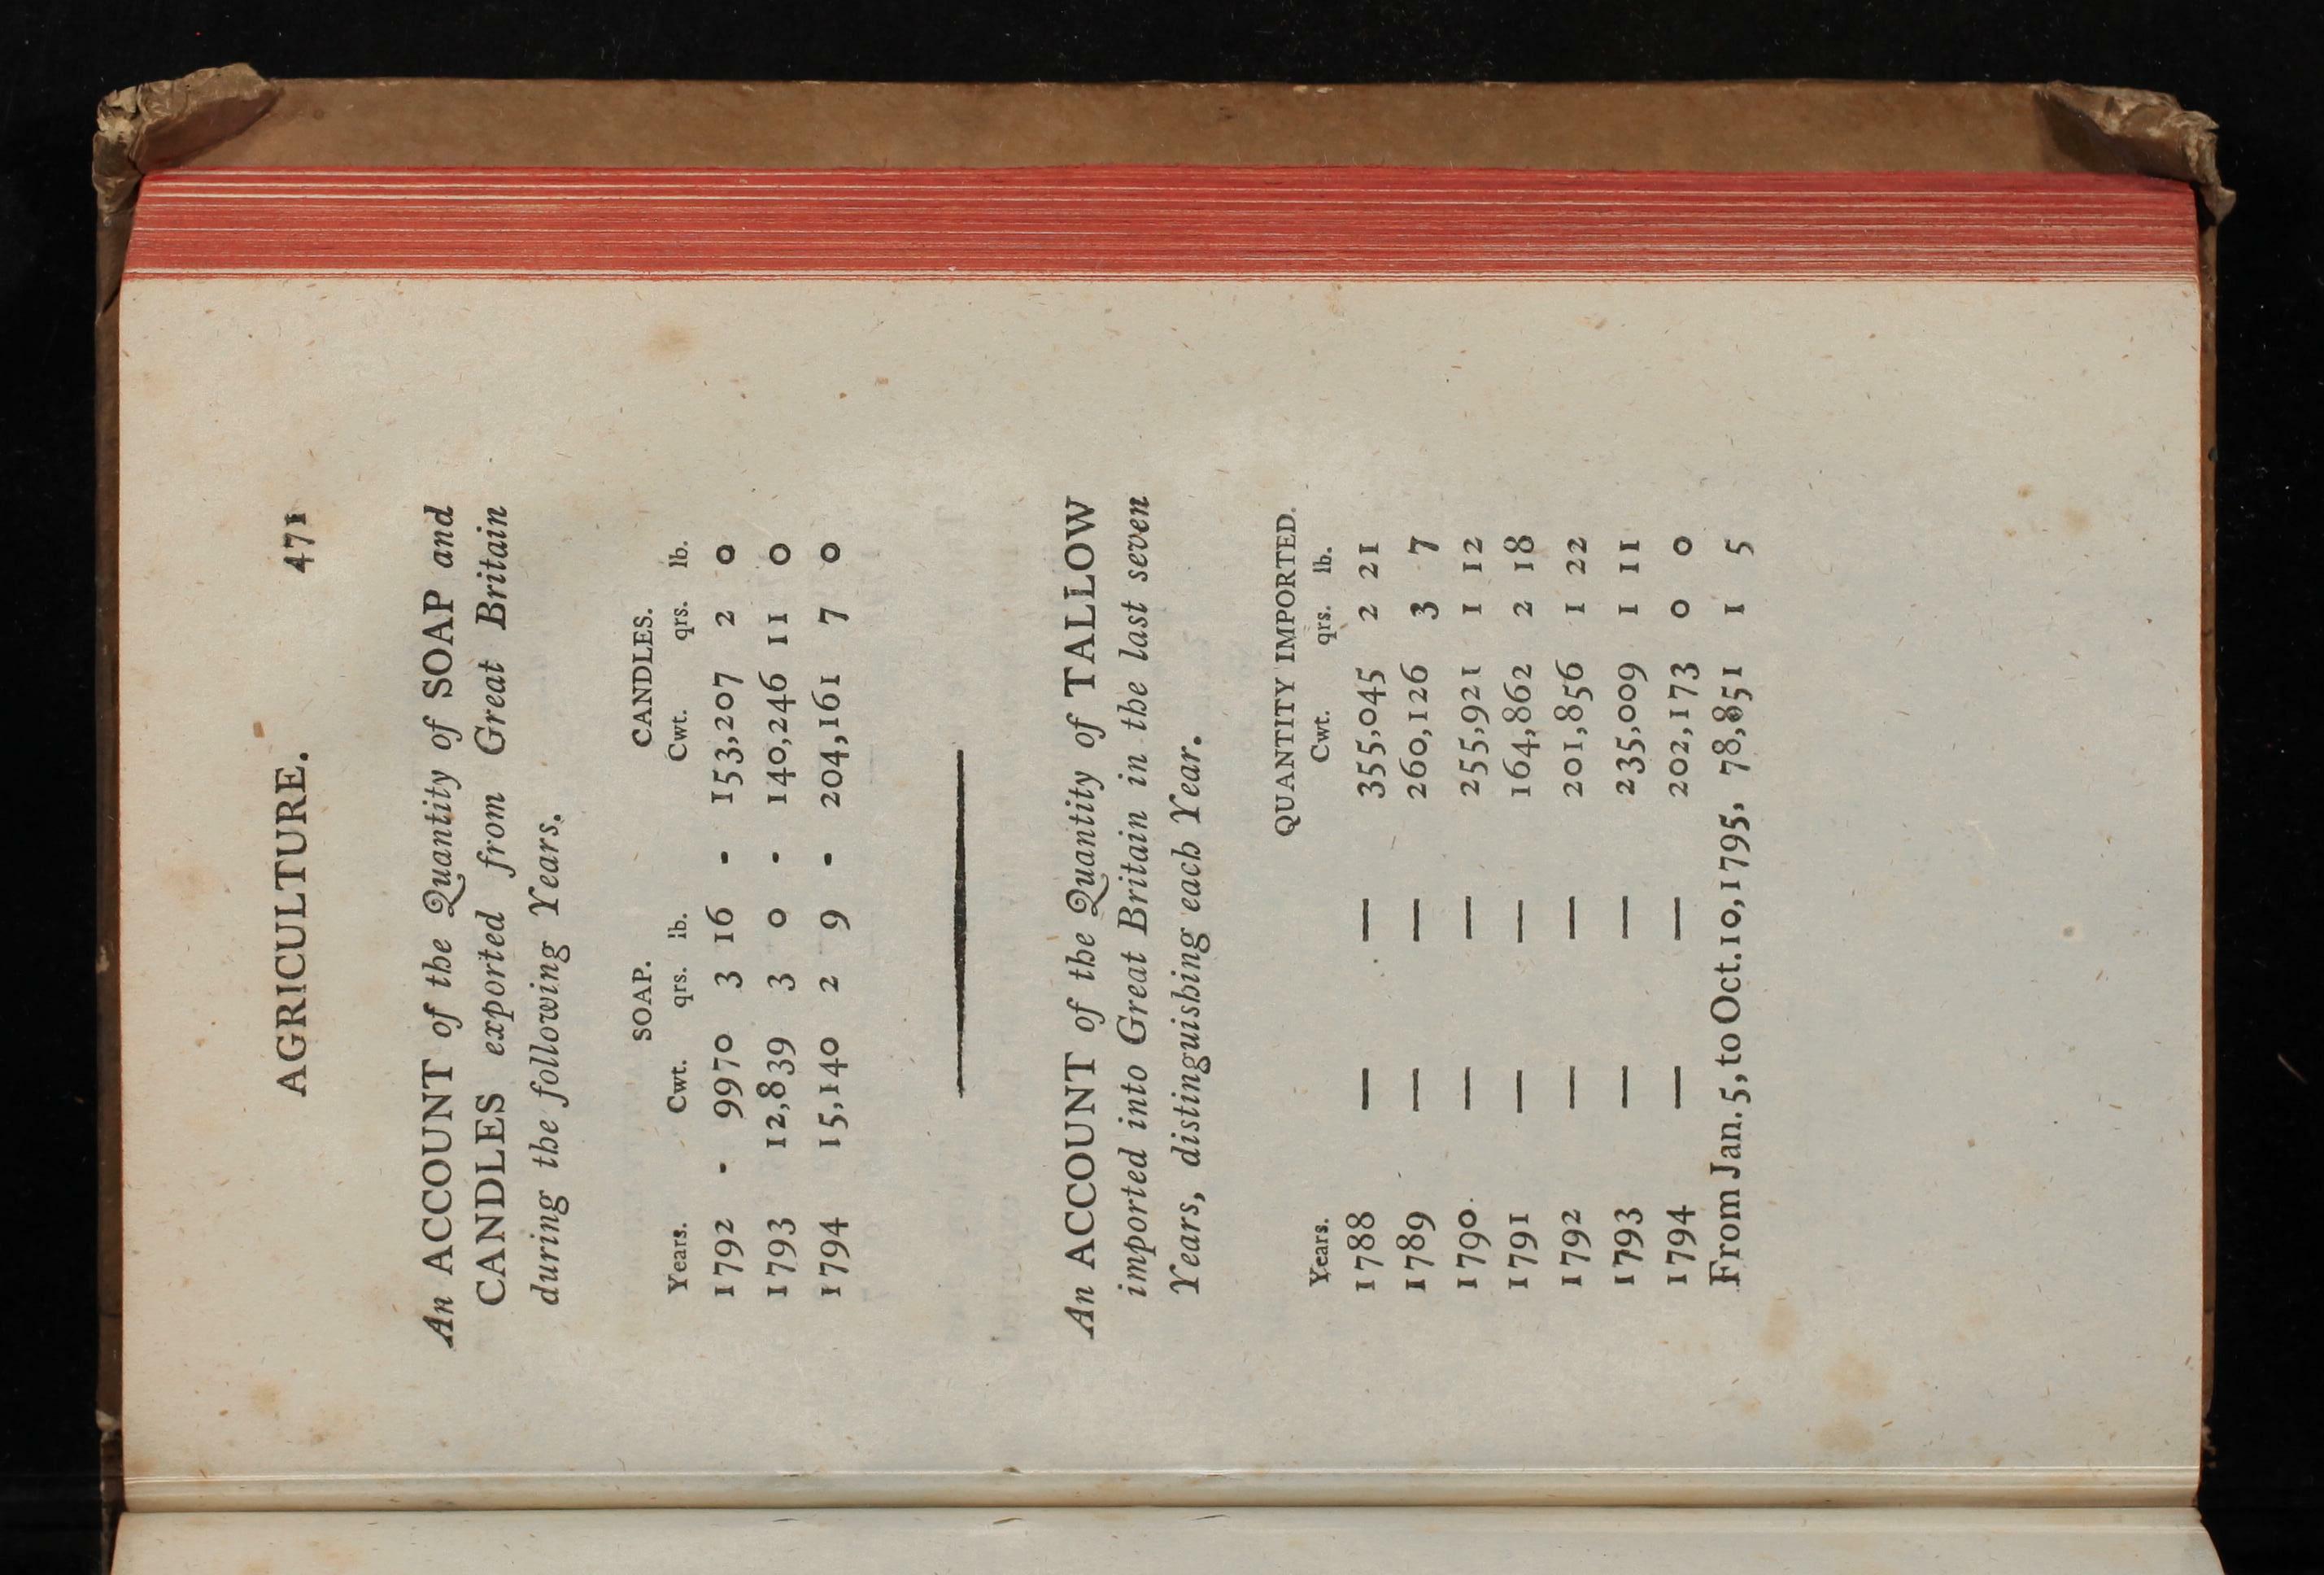 AGRICULTURE. 471
An ACCOUNT of the Quantity of SOAP and
CANDLES exported from Great Britain
during the following Years.
SOAP. CANDLES.
Years. Cwt. qrs. lb. Cwt. qrs. lb.
1792 - 9970 3 16 - 153,207 2 0
1793 12,839 3 0 - 140,246 11 0
1794 15,140 2 9 - 204,161 7 0
An ACCOUNT of the Quantity of TALLOW
imported into Great Britain in the last seven
Years, distinguishing each Year.
QUANTITY IMPORTED.
Years. Cwt. qrs. lb.
1788 — — 355,045 2 21
1789 — — 260,126 3 7
1790 — — 255,921 1 12
1791 — — 164,862 2 18
1792 — — 201,856 1 22
1793 — — 235,009 1 11
1794 — — 202,173 0 0
From Jan. 5, to Oct. 10, 1795, 78,851 1 5